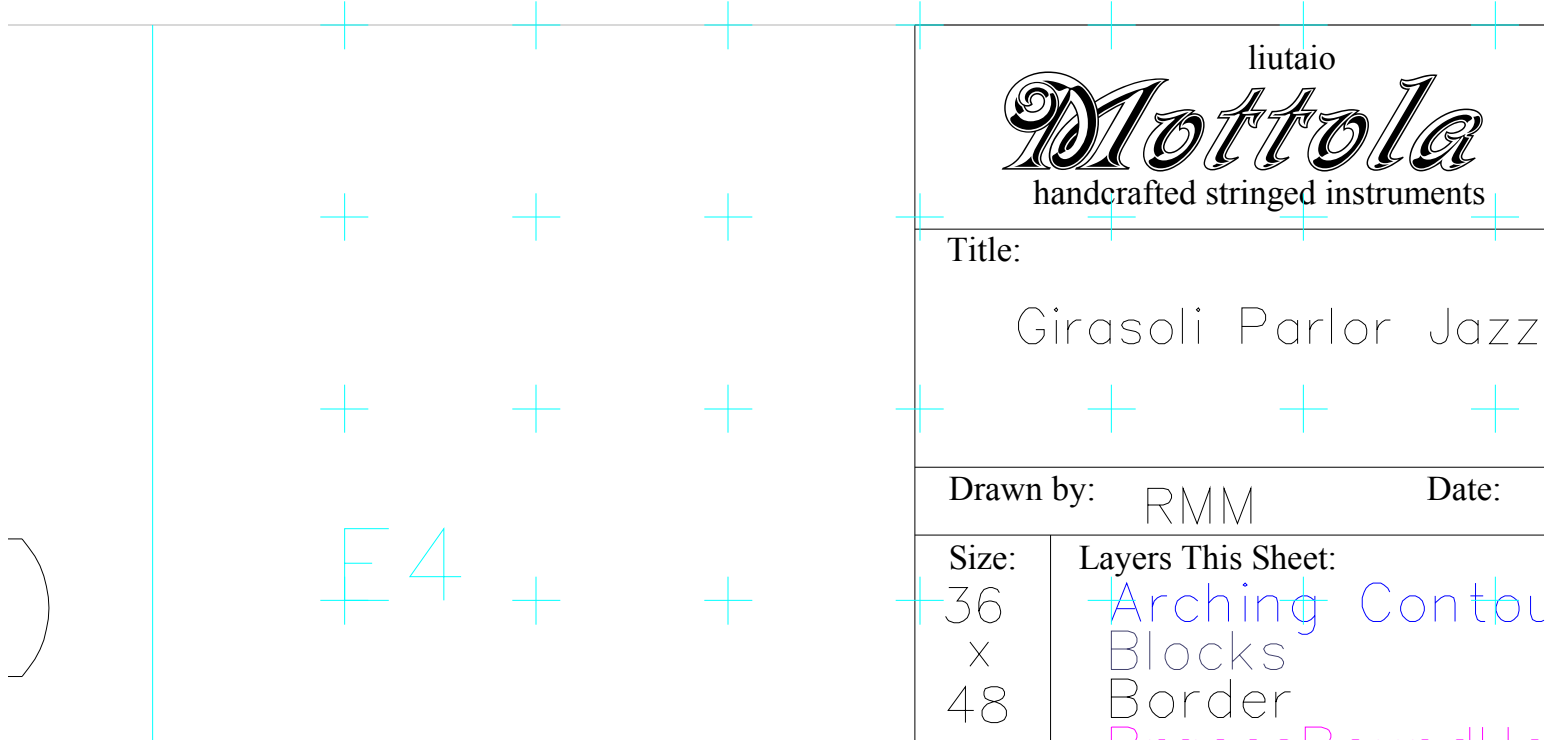 liutaio
Mottola
handcrafted stringed instruments
Title:
Girasoli Parlor Jazz
Drawn by: RMM Date:
E4
Size: Layers This Sheet:
36
x
48
Arching Contou
Blocks
Border